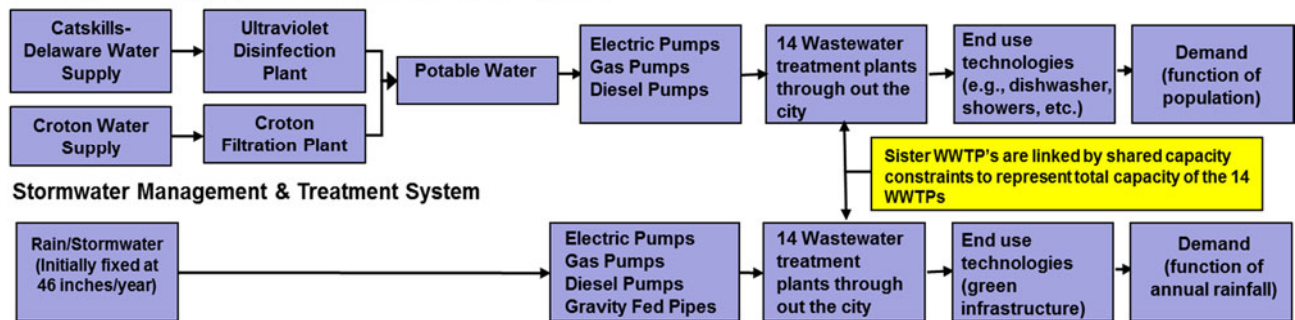 Catskills-
Delaware Water
Supply
Ultraviolet
Disinfection
Plant
Potable Water
Electric Pumps
Gas Pumps
Diesel Pumps
14 Wastewater
treatment plants
through out the
city
End use
technologies
(e.g., dishwasher,
showers, etc.)
Demand
(function of
population)
Croton Water
Supply
Croton
Filtration Plant
Sister WWTP's are linked by shared capacity
constraints to represent total capacity of the 14
WWTPs
Stormwater Management & Treatment System
Rain/Stormwater
(Initially fixed at
46 inches/year)
Electric Pumps
Gas Pumps
Diesel Pumps
Gravity Fed Pipes
14 Wastewater
treatment
plants through
out the city
End use
technologies
(green
infrastructure)
Demand
(function of
annual rainfall)